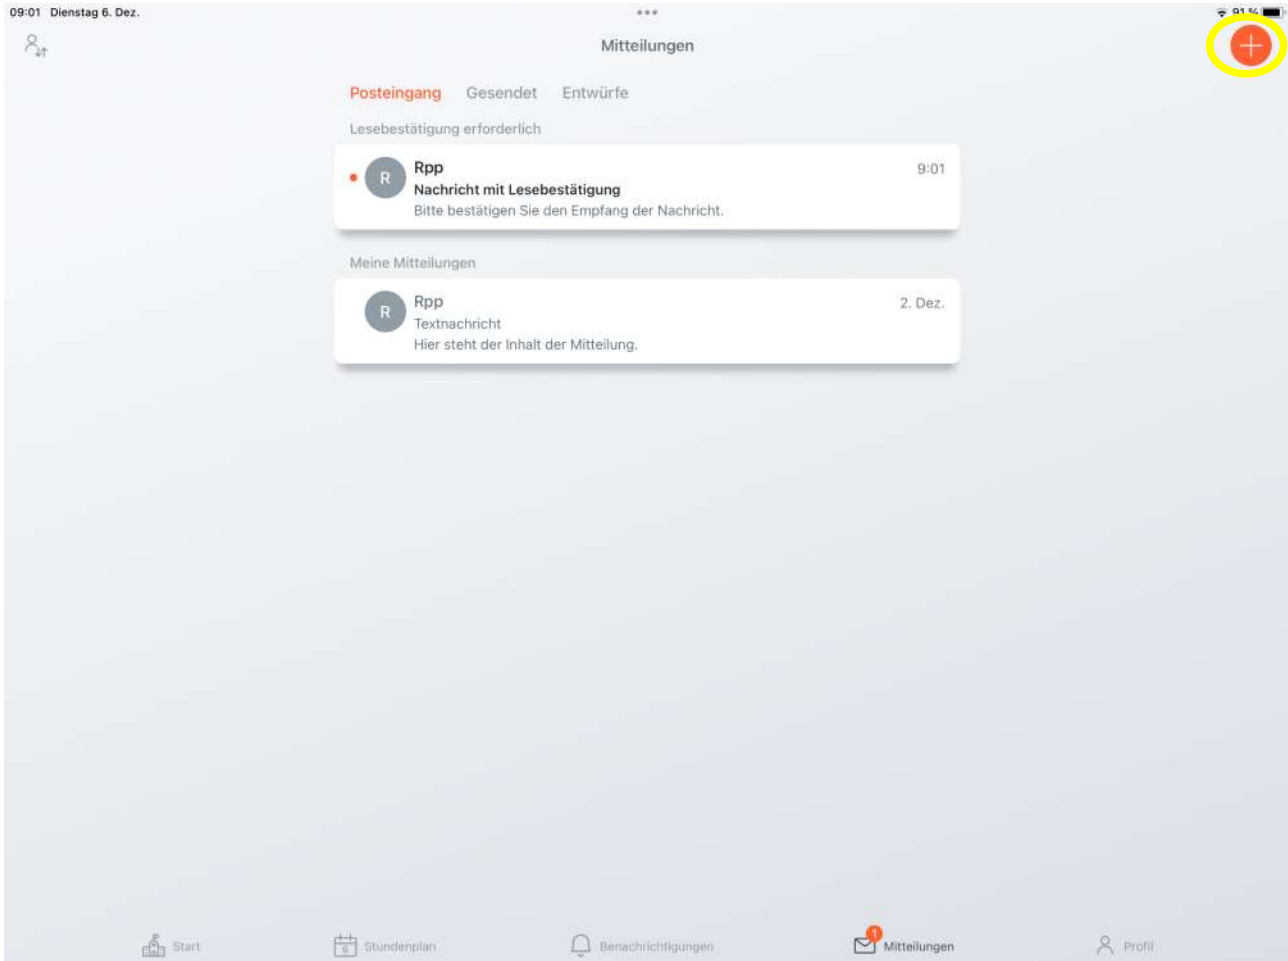 09:01 Dienstag 6. Dez.
91 %
Mitteilungen
Posteingang Gesendet Entwürfe
Lesebestätigung erforderlich
R
Rpp
9:01
Nachricht mit Lesebestätigung
Bitte bestätigen Sie den Empfang der Nachricht.
Meine Mitteilungen
R
Rpp
2. Dez.
Textnachricht
Hier steht der Inhalt der Mitteilung.
Start
6
Stundenplan
Benachrichtigungen
1
Mitteilungen
Profil